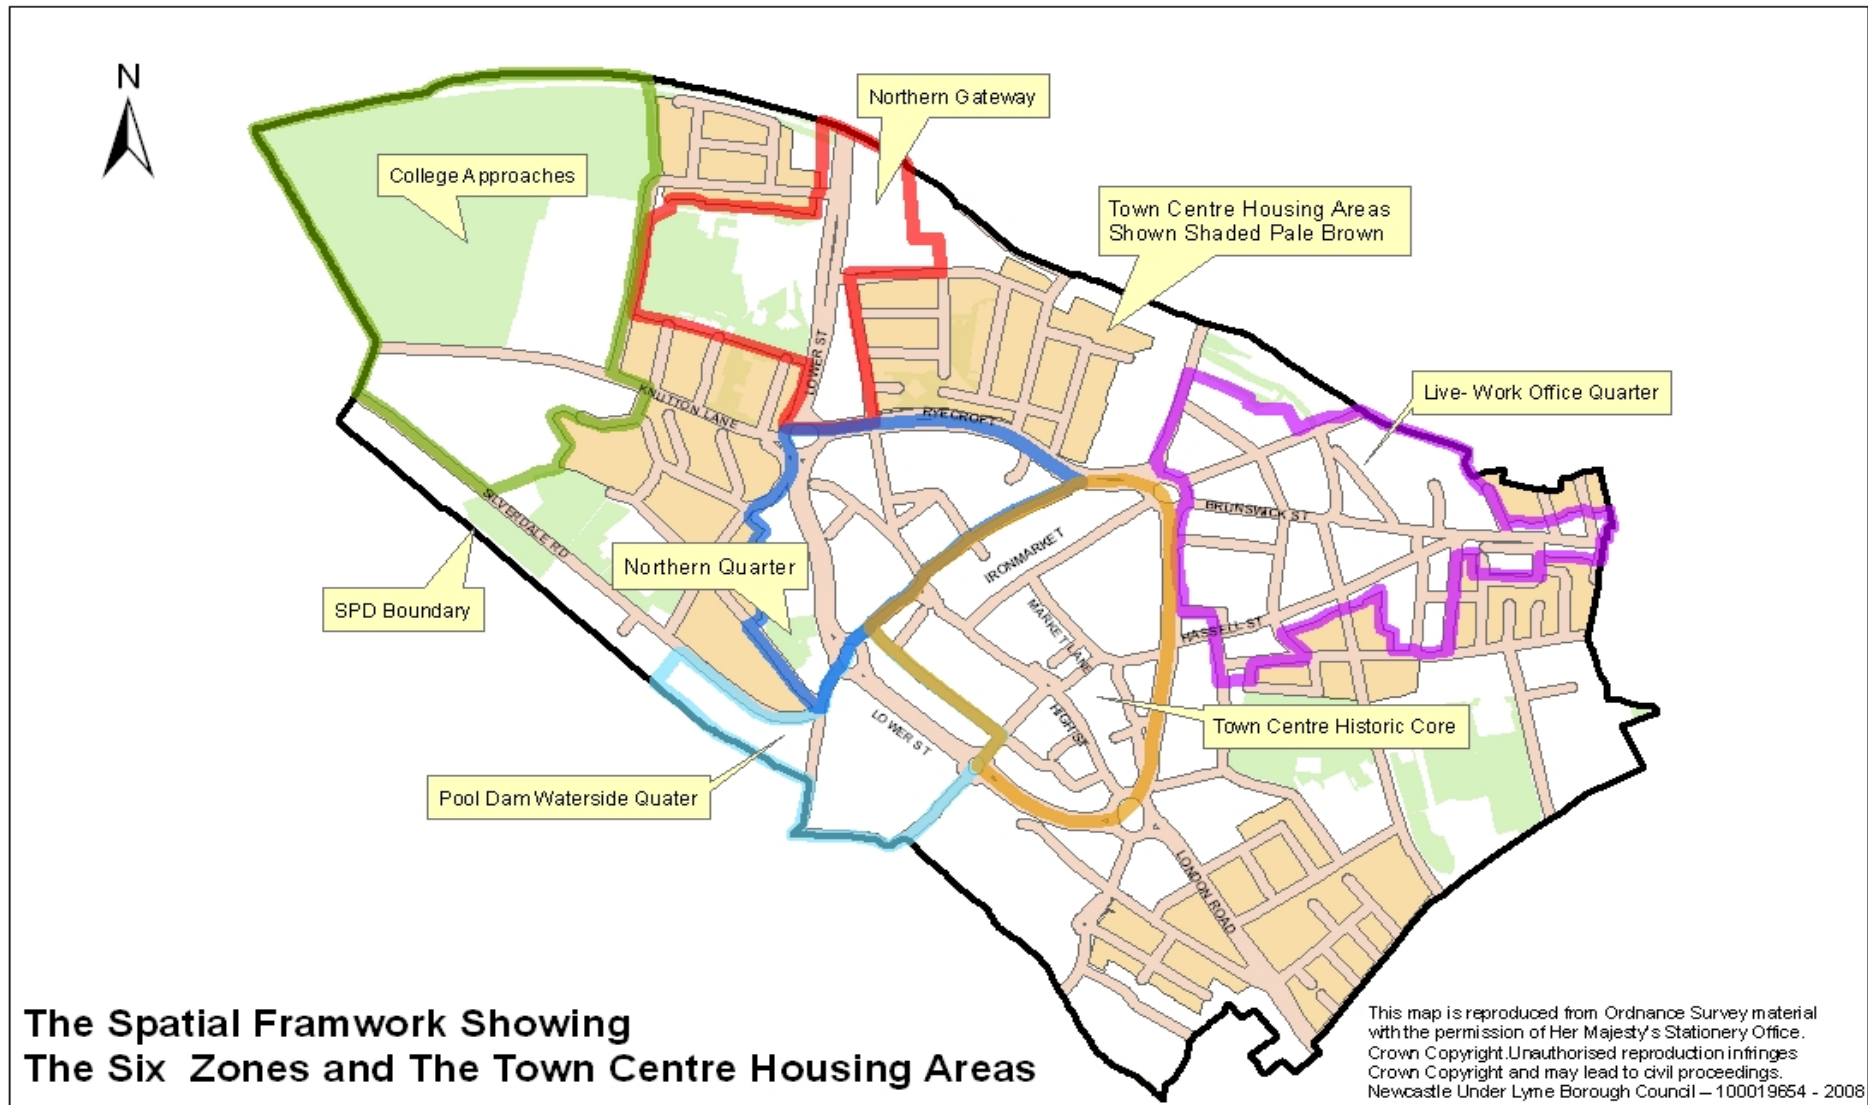 N
Northern Gateway
College Approaches
Town Centre Housing Areas
Shown Shaded Pale Brown
LOWER ST
Live- Work Office Quarter
KNUTTON LANE
RYECROFT
SILVERDALE RD
BRUNSWICK ST
IRONMARKET
Northern Quarter
SPD Boundary
MARKET LANE
HASSELL ST
HIGH ST
LOWER ST
Town Centre Historic Core
Pool Dam Waterside Quater
LONDON ROAD
The Spatial Framwork Showing
The Six Zones and The Town Centre Housing Areas
This map is reproduced from Ordnance Survey material
with the permission of Her Majesty's Stationery Office.
Crown Copyright.Unauthorised reproduction infringes
Crown Copyright and may lead to civil proceedings.
Newcastle Under Lyme Borough Council – 100019654 - 2008